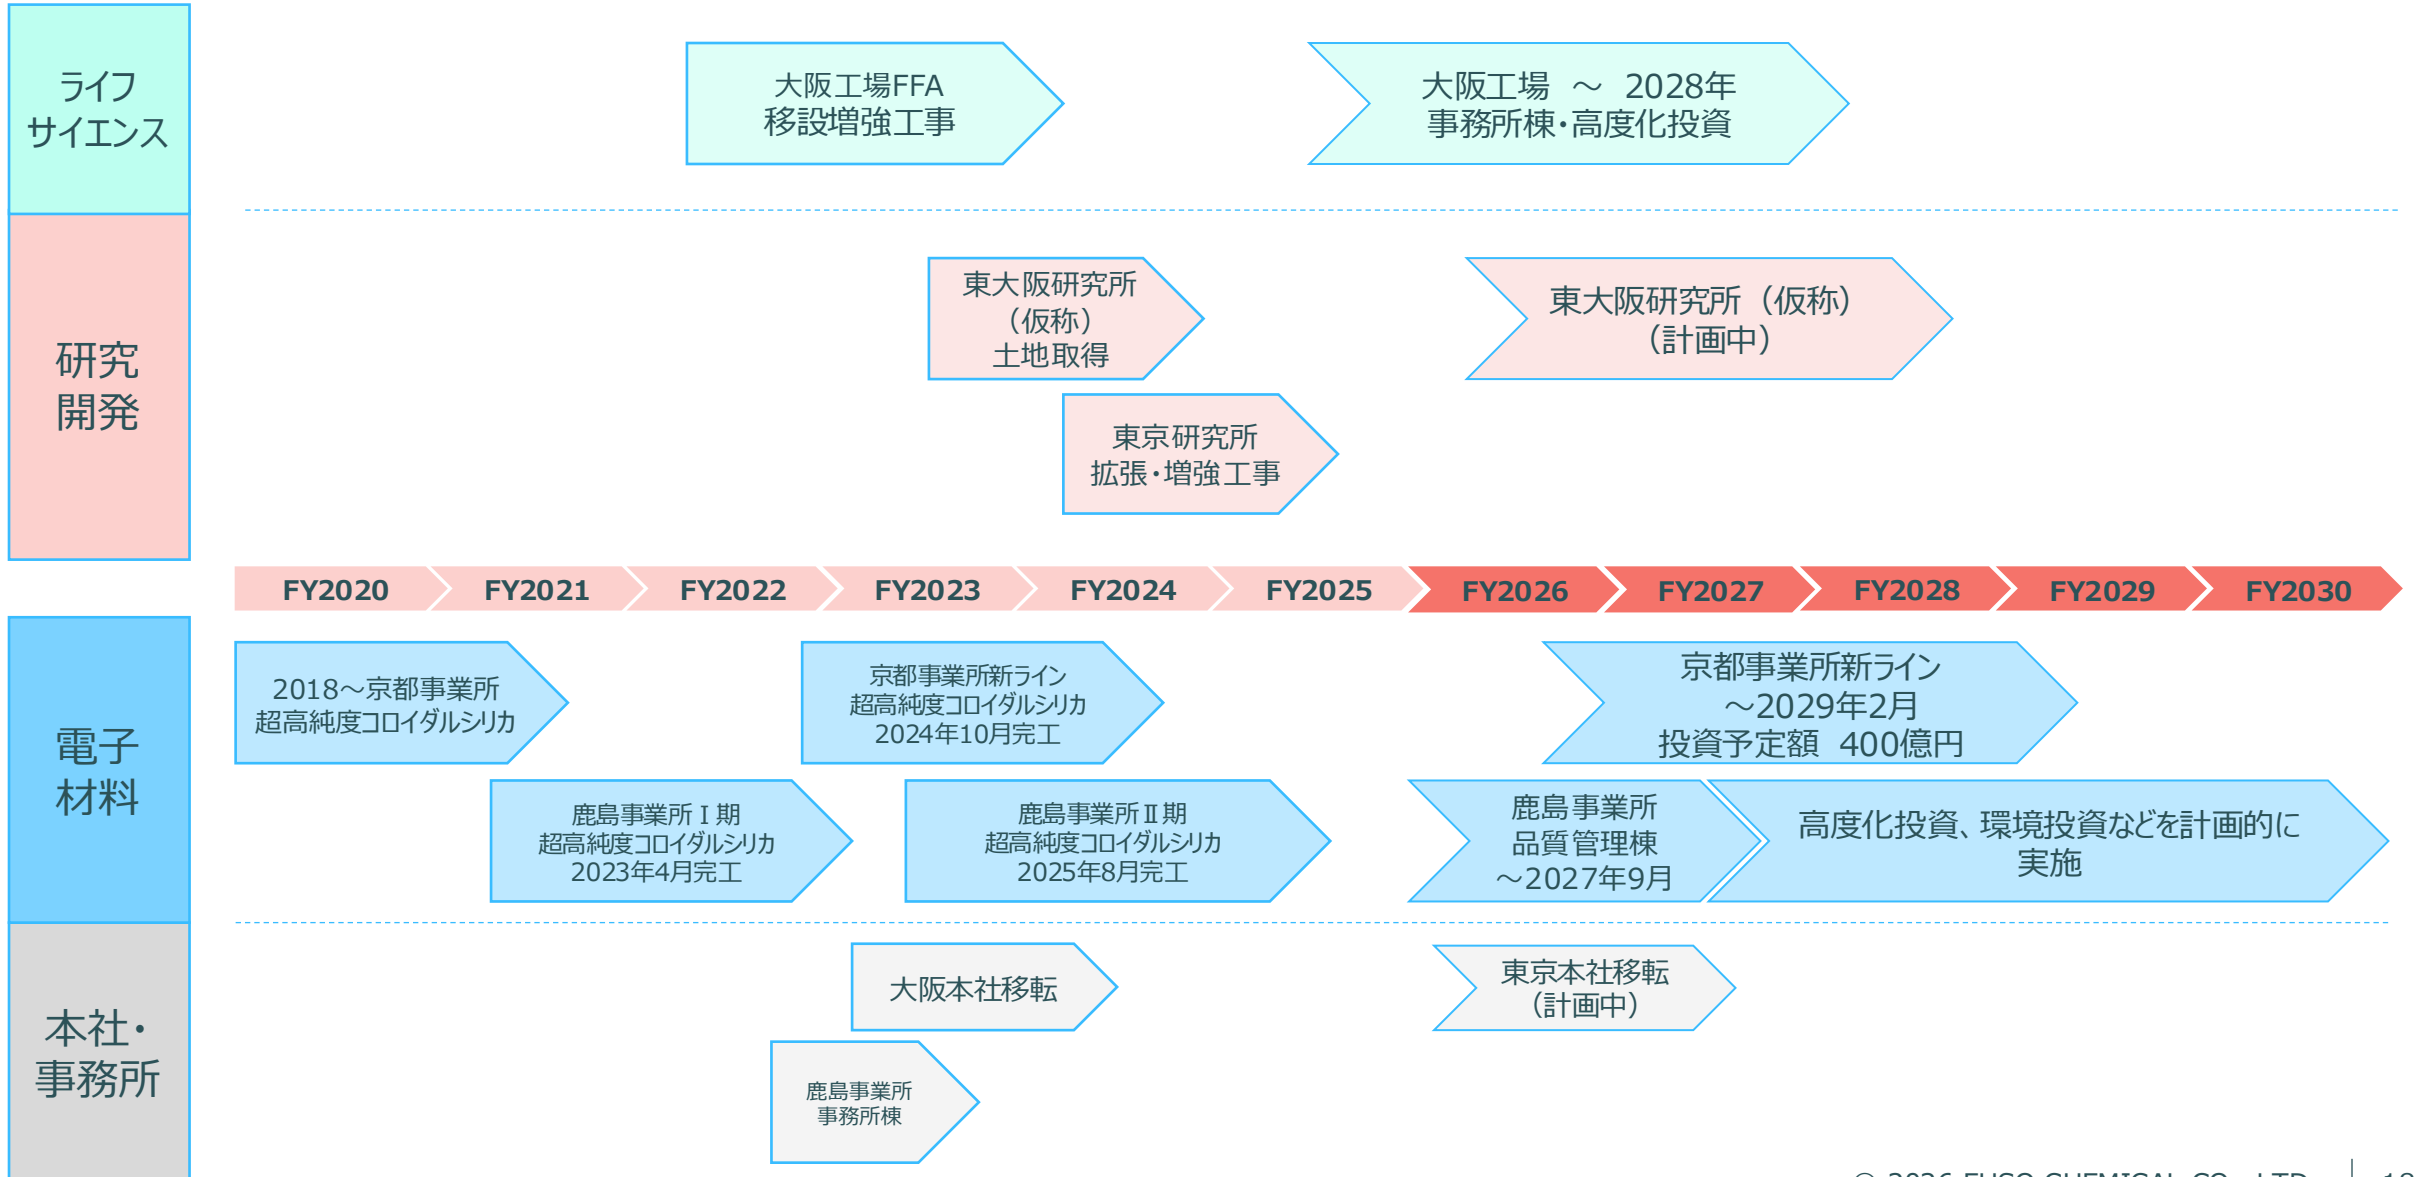 ライフ
サイエンス
大阪工場FFA
移設増強工事
大阪工場 ～ 2028年
事務所棟・高度化投資
研究
開発
東大阪研究所
（仮称）
土地取得
東大阪研究所（仮称）
（計画中）
東京研究所
拡張・増強工事
FY2020
FY2021
FY2022
FY2023
FY2024
FY2025
FY2026
FY2027
FY2028
FY2029
FY2030
電子
材料
2018～京都事業所
超高純度コロイダルシリカ
京都事業所新ライン
超高純度コロイダルシリカ
2024年10月完工
京都事業所新ライン
～2029年2月
投資予定額 400億円
鹿島事業所Ⅰ期
超高純度コロイダルシリカ
2023年4月完工
鹿島事業所Ⅱ期
超高純度コロイダルシリカ
2025年8月完工
鹿島事業所
品質管理棟
～2027年9月
高度化投資、環境投資などを計画的に
実施
本社・
事務所
大阪本社移転
東京本社移転
（計画中）
鹿島事業所
事務所棟
© 2026 FUSO CHEMICAL CO., LTD.